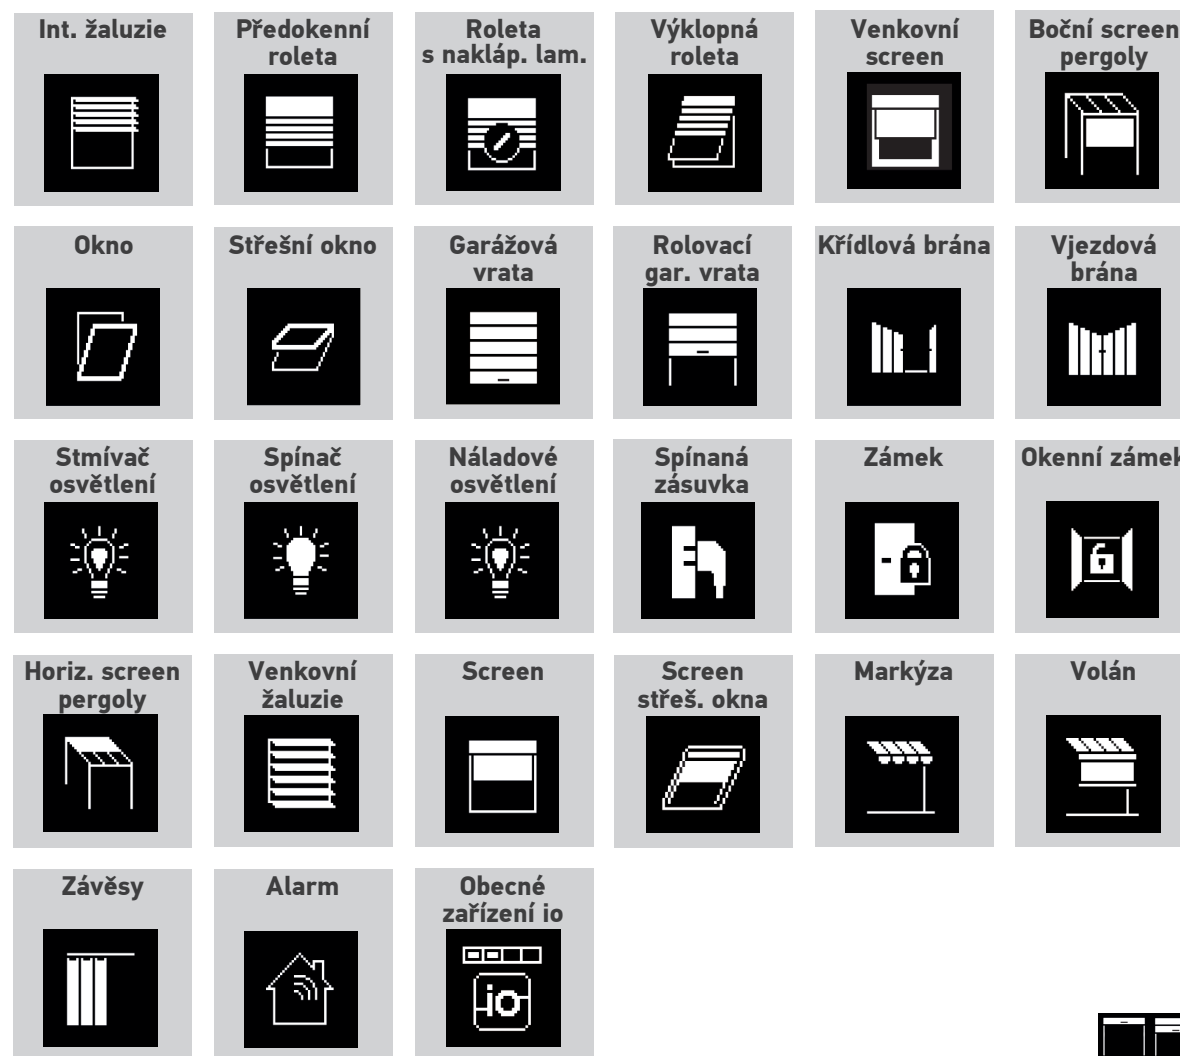 Int. žaluzie
Předokenní
roleta
Roleta
s nakláp. lam.
Výklopná
roleta
Venkovní
screen
Boční screen
pergoly
Okno
Střešní okno
Garážová
vrata
Rolovací
gar. vrata
Křídlová brána
Vjezdová
brána
Stmívač
osvětlení
Spínač
osvětlení
Náladové
osvětlení
Spínaná
zásuvka
Zámek
Okenní zámek
Horiz. screen
pergoly
Venkovní
žaluzie
Screen
Screen
střeš. okna
Markýza
Volán
Závěsy
Alarm
Obecné
zařízení io
io